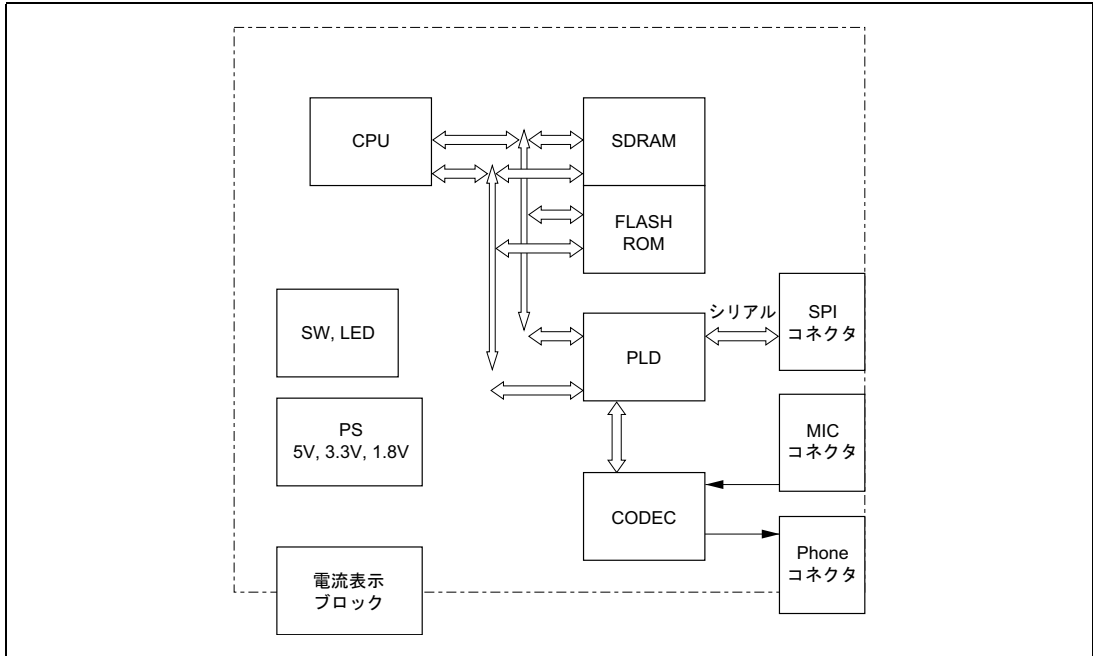 CPU
SDRAM
FLASH
ROM
SW, LED
PLD
シリアル
SPI
コネクタ
PS
5V, 3.3V, 1.8V
MIC
コネクタ
CODEC
電流表示
ブロック
Phone
コネクタ